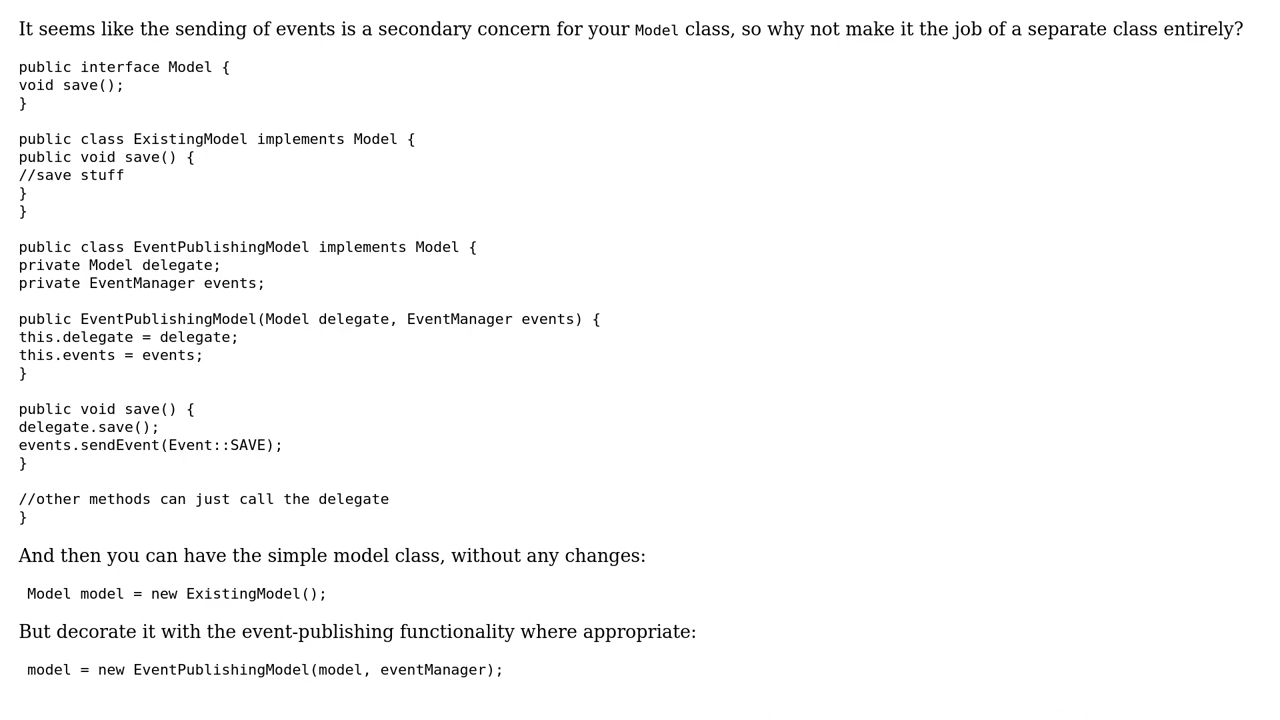 It seems like the sending of events is a secondary concern for your Model class, so why not make it the job of a separate class entirely?
public interface Model {
void save();
}
public class ExistingModel implements Model {
public void save() {
//save stuff
}
}
public class EventPublishingModel implements Model {
private Model delegate;
private EventManager events;
public EventPublishingModel(Model delegate, EventManager events) {
this.delegate = delegate;
this.events = events;
}
public void save() {
delegate.save();
events.sendEvent(Event::SAVE);
}
//other methods can just call the delegate
}
And then you can have the simple model class, without any changes:
Model model = new ExistingModel();
But decorate it with the event-publishing functionality where appropriate:
model = new EventPublishingModel(model, eventManager);